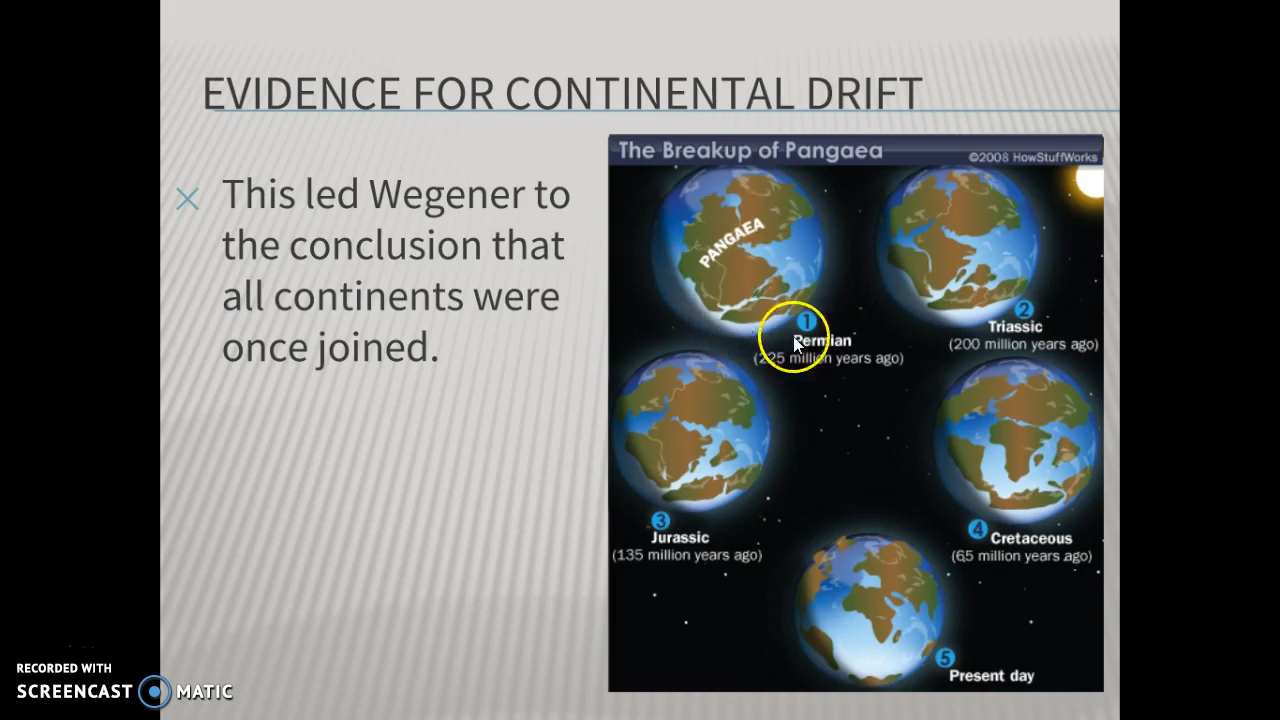 EVIDENCE FOR CONTINENTAL DRIFT
This led Wegener to
the conclusion that
all continents were
once joined.
The Breakup of Pangaea
©2008 HowStuffWorks
PANGAEA
1
Permian
(225 million years ago)
2
Triassic
(200 million years ago)
3
Jurassic
(135 million years ago)
4
Cretaceous
(65 million years ago)
5
Present day
RECORDED WITH
SCREENCAST MATIC